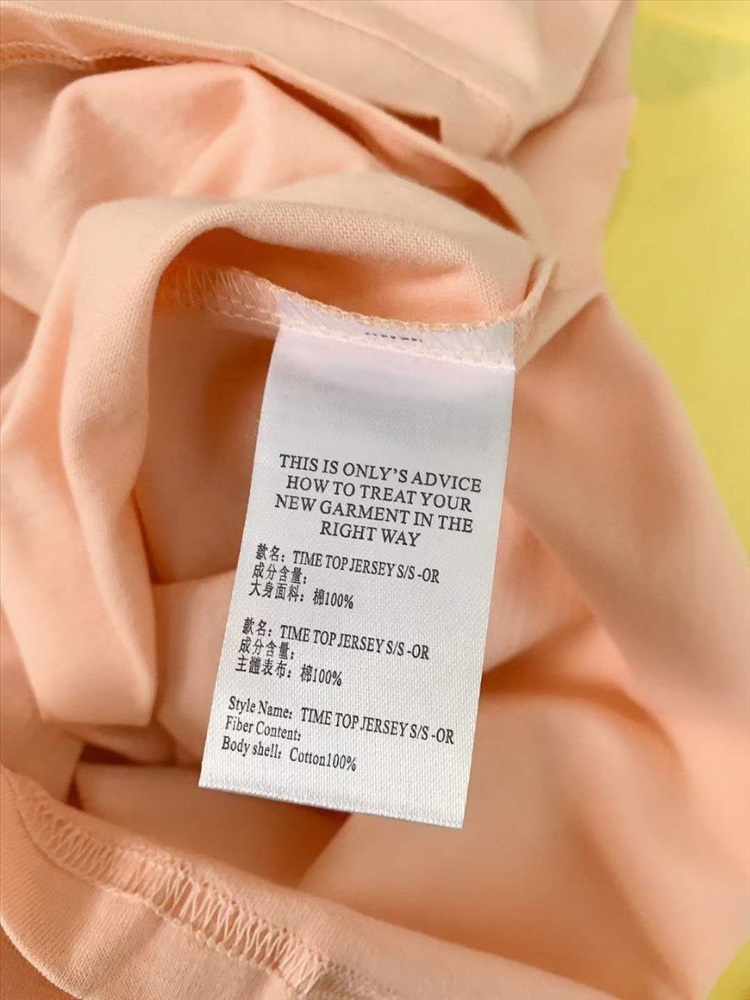 THIS IS ONLY'S ADVICE
HOW TO TREAT YOUR
NEW GARMENT IN THE
RIGHT WAY
款名：TIME TOP JERSEY S/S -OR
成分含量：
大身面料：棉100%
款名：TIME TOP JERSEY S/S -OR
成分含量：
主體表布：棉100%
Style Name：TIME TOP JERSEY S/S -OR
Fiber Content：
Body shell：Cotton100%